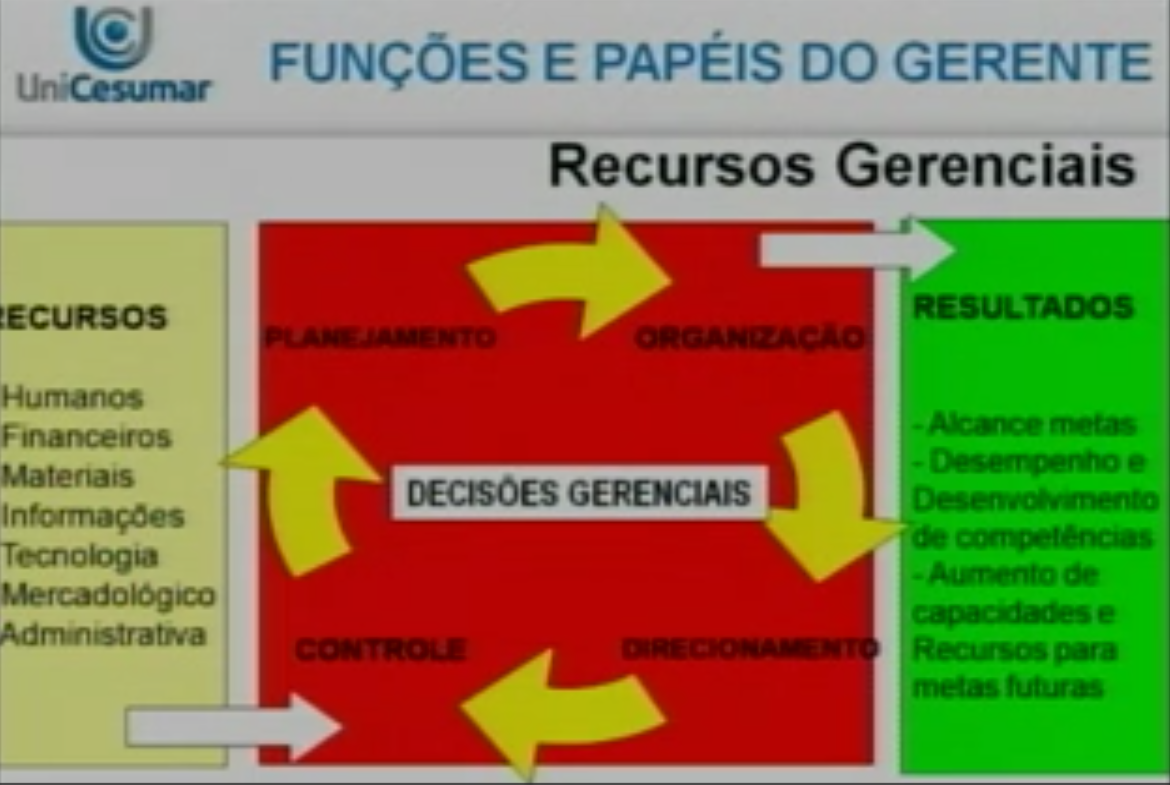 UniCesumar
FUNÇÕES E PAPÉIS DO GERENTE
Recursos Gerenciais
RECURSOS
Humanos
Financeiros
Materiais
Informações
Tecnologia
Mercadológico
Administrativa
PLANEJAMENTO
ORGANIZAÇÃO
DECISÕES GERENCIAIS
CONTROLE
DIRECIONAMENTO
RESULTADOS
- Alcance metas
- Desempenho e
Desenvolvimento
de competências
- Aumento de
capacidades e
Recursos para
metas futuras